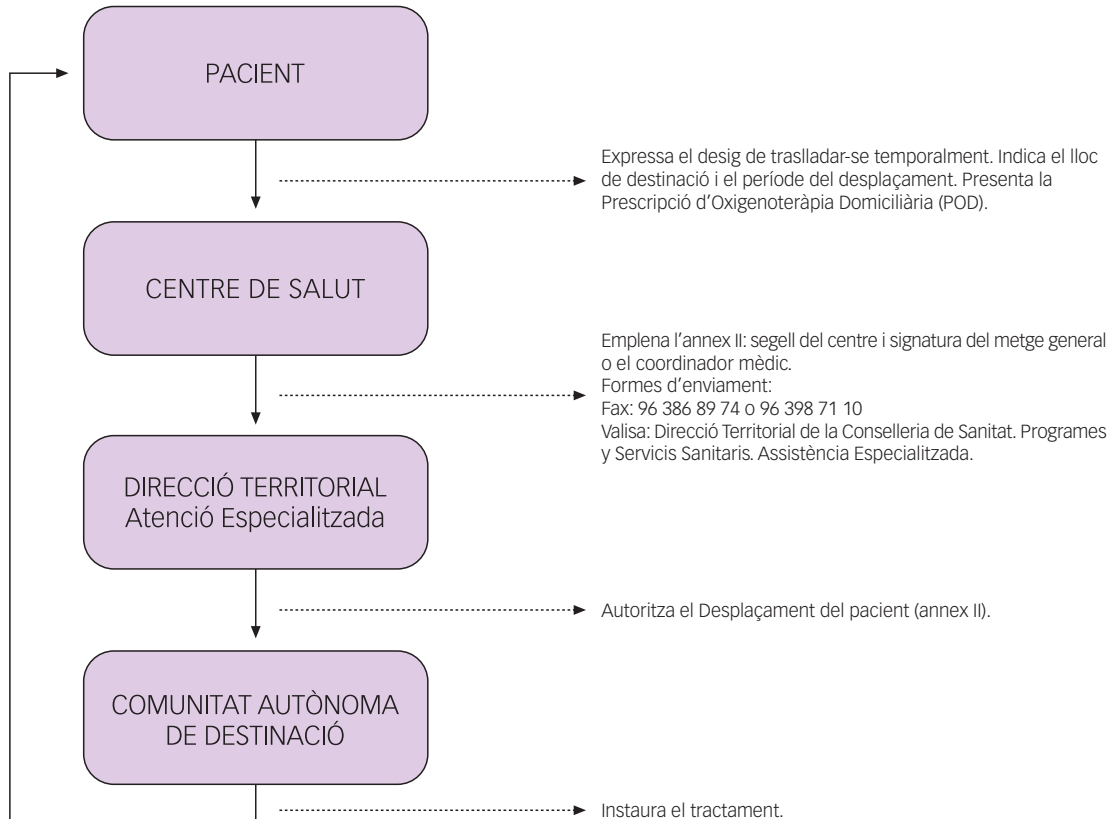 PACIENT
Expressa el desig de traslladar-se temporalment. Indica el lloc
de destinació i el període del desplaçament. Presenta la
Prescripció d'Oxigenoteràpia Domiciliària (POD).
CENTRE DE SALUT
Emplena l'annex II: segell del centre i signatura del metge general
o el coordinador mèdic.
Formes d'enviament:
Fax: 96 386 89 74 o 96 398 71 10
Valisa: Direcció Territorial de la Conselleria de Sanitat. Programes
y Servicis Sanitaris. Assistència Especialitzada.
DIRECCIÓ TERRITORIAL
Atenció Especialitzada
Autoritza el Desplaçament del pacient (annex II).
COMUNITAT AUTÒNOMA
DE DESTINACIÓ
Instaura el tractament.